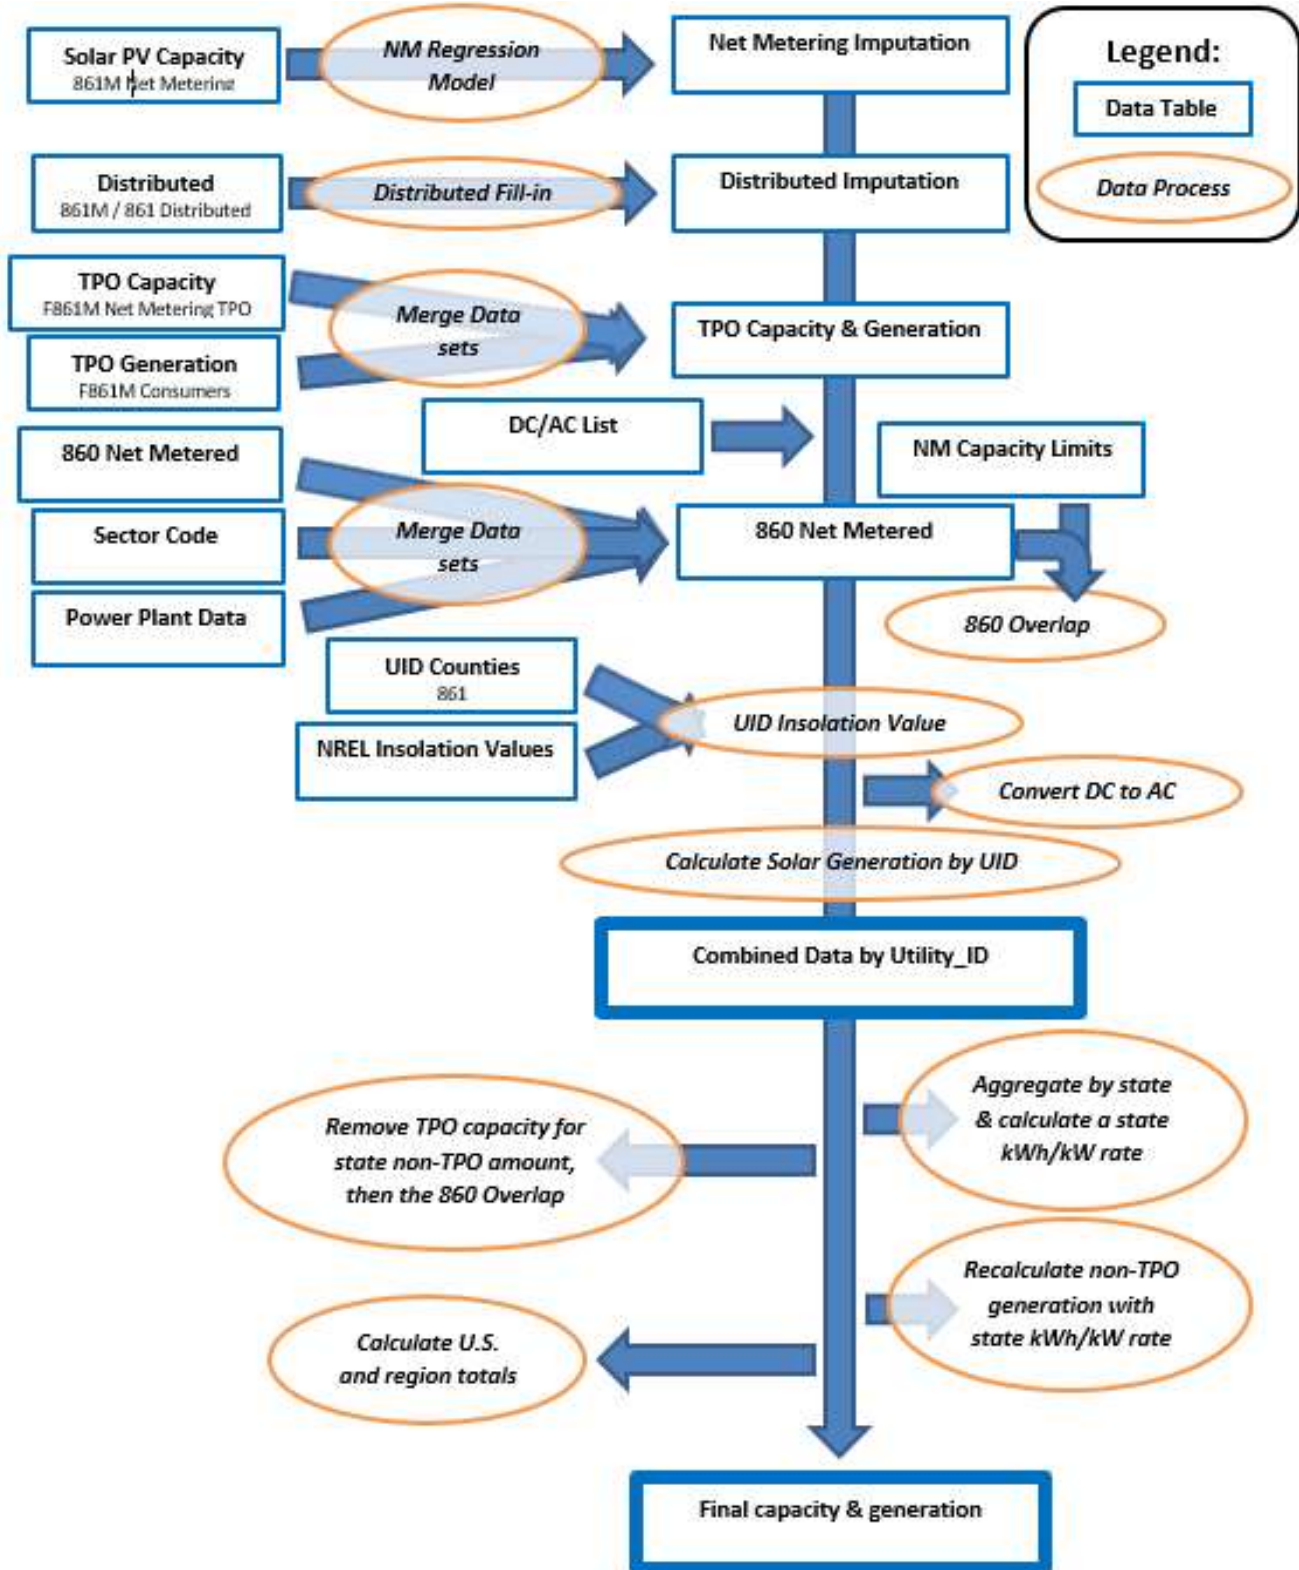 Solar PV Capacity
861M Net Metering
NM Regression
Model
Net Metering Imputation
Legend:
Data Table
Data Process
Distributed
861M / 861 Distributed
Distributed Fill-in
Distributed Imputation
TPO Capacity
F861M Net Metering TPO
TPO Generation
F861M Consumers
Merge Data
sets
TPO Capacity & Generation
DC/AC List
NM Capacity Limits
860 Net Metered
Sector Code
Power Plant Data
Merge Data
sets
860 Net Metered
860 Overlap
UID Counties
861
NREL Insolation Values
UID Insolation Value
Convert DC to AC
Calculate Solar Generation by UID
Combined Data by Utility_ID
Aggregate by state
& calculate a state
kWh/kW rate
Remove TPO capacity for
state non-TPO amount,
then the 860 Overlap
Recalculate non-TPO
generation with
state kWh/kW rate
Calculate U.S.
and region totals
Final capacity & generation